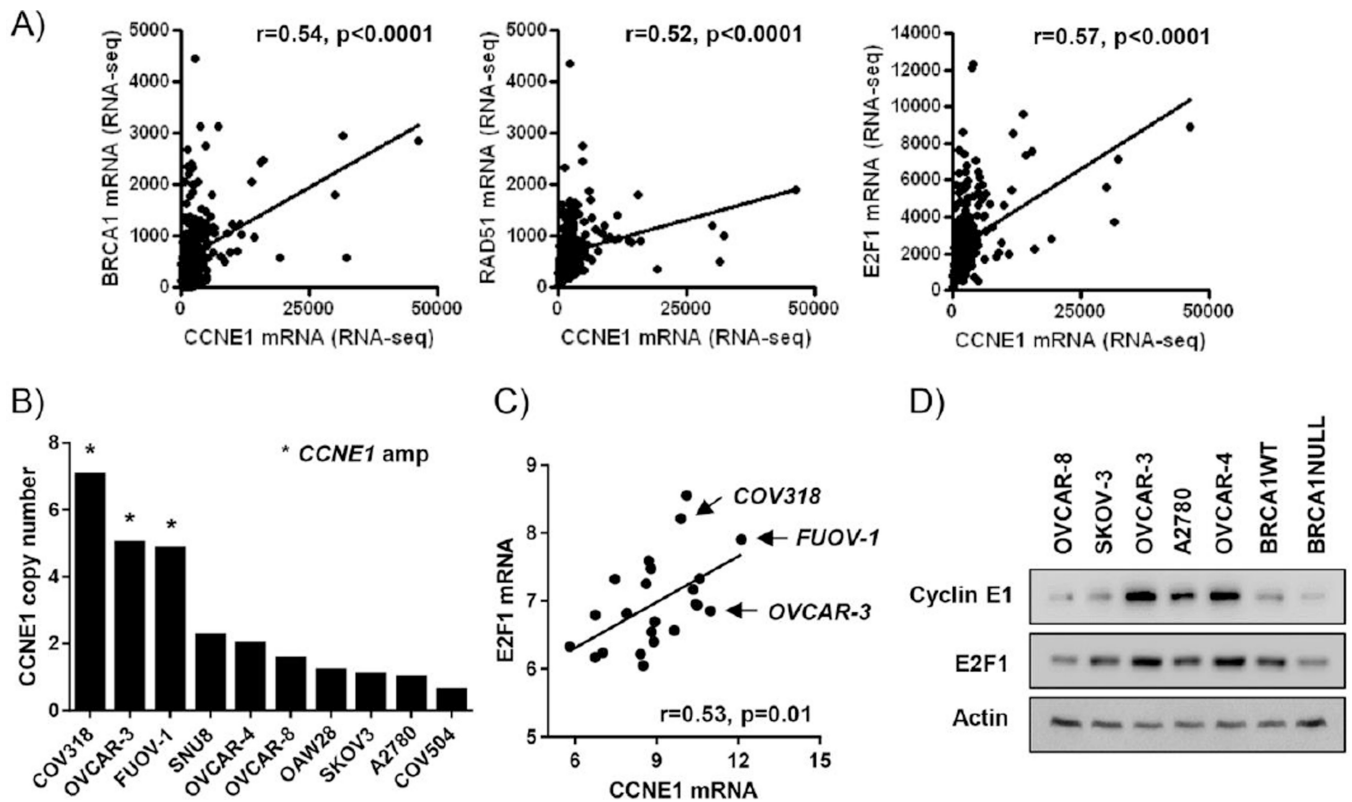 A)
r=0.54, p<0.0001
BRCA1 mRNA (RNA-seq)
5000
4000
3000
2000
1000
0
0 25000 50000
CCNE1 mRNA (RNA-seq)
r=0.52, p<0.0001
RAD51 mRNA (RNA-seq)
5000
4000
3000
2000
1000
0
0 25000 50000
CCNE1 mRNA (RNA-seq)
r=0.57, p<0.0001
E2F1 mRNA (RNA-seq)
14000
12000
10000
8000
6000
4000
2000
0
0 25000 50000
CCNE1 mRNA (RNA-seq)
B)
* CCNE1 amp
CCNE1 copy number
8
6
4
2
0
* * *
COV318
OVCAR-3
FUOV-1
SNU8
OVCAR-4
OVCAR-8
OAW28
SKOV3
A2780
COV504
C)
E2F1 mRNA
9
8
7
6
5
COV318
FUOV-1
OVCAR-3
r=0.53, p=0.01
6 9 12 15
CCNE1 mRNA
D)
OVCAR-8
SKOV-3
OVCAR-3
A2780
OVCAR-4
BRCA1WT
BRCA1NULL
Cyclin E1
E2F1
Actin